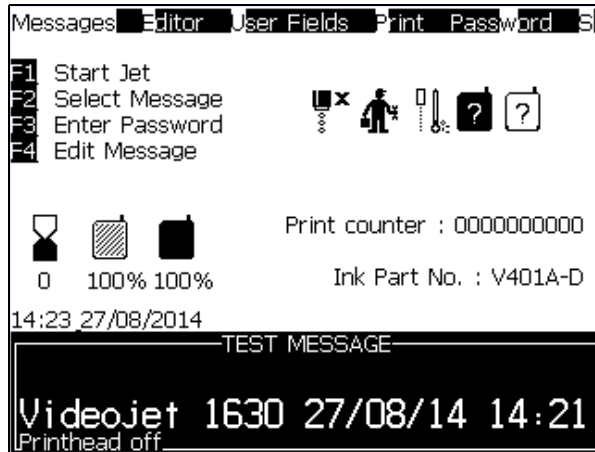 Messages Editor User Fields Print Password S
F1 Start Jet
F2 Select Message
F3 Enter Password
F4 Edit Message
? ?
Print counter : 0000000000
0 100% 100%
Ink Part No. : V401A-D
14:23 27/08/2014
TEST MESSAGE
Videojet 1630 27/08/14 14:21
Printhead off